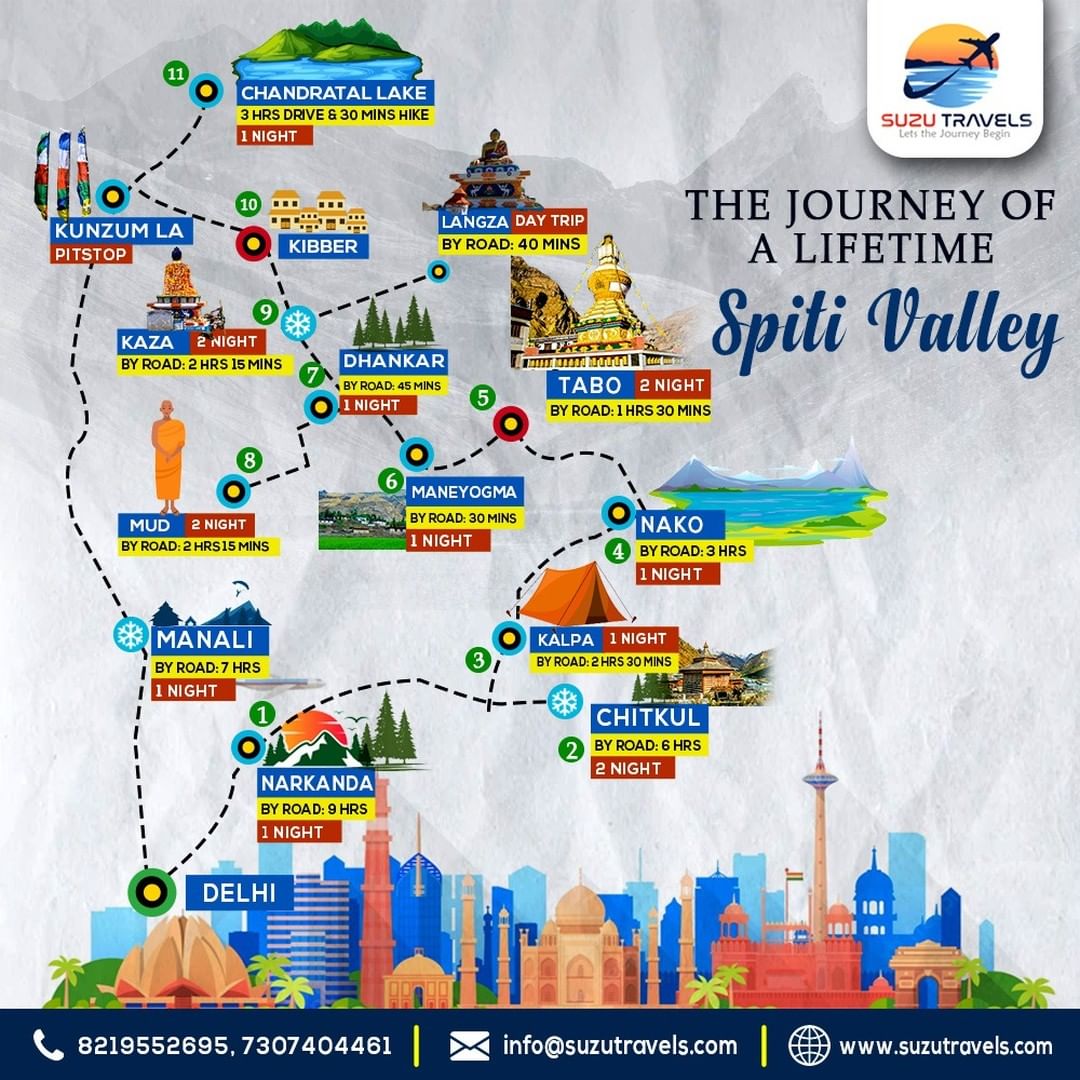 SUZU TRAVELS
Lets the Journey Begin
THE JOURNEY OF
A LIFETIME
Spiti Valley
11
CHANDRATAL LAKE
3 HRS DRIVE & 30 MINS HIKE
1 NIGHT
KUNZUM LA
PITSTOP
10
KIBBER
LANGZA DAY TRIP
BY ROAD: 40 MINS
9
KAZA 2 NIGHT
BY ROAD: 2 HRS 15 MINS
7
DHANKAR
BY ROAD: 45 MINS
1 NIGHT
TABO 2 NIGHT
BY ROAD: 1 HRS 30 MINS
5
8
MUD 2 NIGHT
BY ROAD: 2 HRS15 MINS
6
MANEYOGMA
BY ROAD: 30 MINS
1 NIGHT
NAKO
4
BY ROAD: 3 HRS
1 NIGHT
3
KALPA 1 NIGHT
BY ROAD: 2 HRS 30 MINS
MANALI
BY ROAD: 7 HRS
1 NIGHT
CHITKUL
2
BY ROAD: 6 HRS
2 NIGHT
1
NARKANDA
BY ROAD: 9 HRS
1 NIGHT
DELHI
8219552695, 7307404461
info@suzutravels.com
www.suzutravels.com